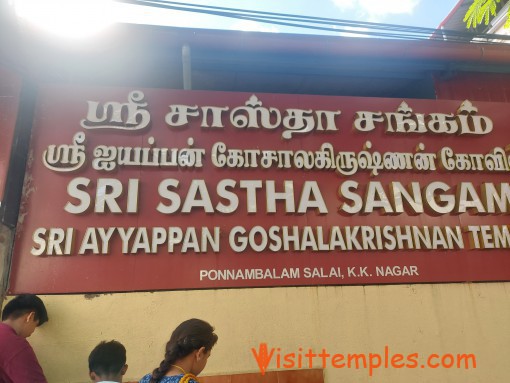 ஸ்ரீ சாஸ்தா சங்கம்
ஸ்ரீ ஐயப்பன் கோசாலகிருஷ்ணன்
SRI SASTHA SANGAM
SRI AYYAPPAN GOSHALAKRISHNAN
PONNAMBALAM SALAI, K.K. NAGAR
Visittemples.com